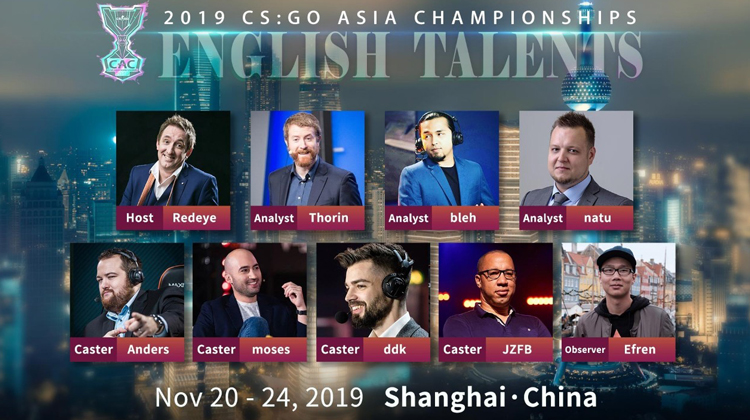 2019 CS:GO ASIA CHAMPIONSHIPS
CAC
ENGLISH TALENTS
Host Redeye
Analyst Thorin
Analyst bleh
Analyst natu
Caster Anders
Caster moses
Caster ddk
Caster JZFB
Observer Efren
Nov 20 - 24, 2019 Shanghai·China